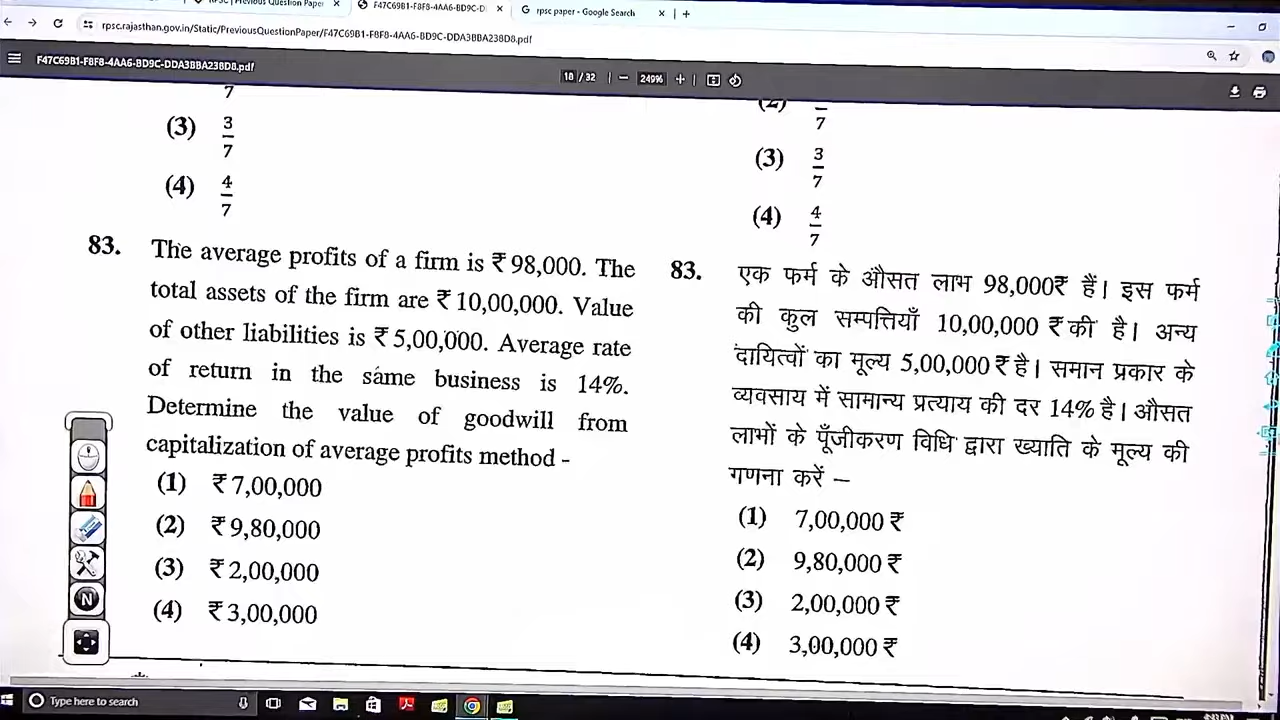 F47C69B1-F8F8-4AA6-BD9C-D
rpsc paper - Google Search
rpsc.rajasthan.gov.in/Static/PreviousQuestionPaper/F47C69B1-F8F8-4AA6-BD9C-DDA3BBA238D8.pdf
F47C69B1-F8F8-4AA6-BD9C-DDA3BBA238D8.pdf
18 / 32
249%
7
(3) 3/7
(4) 4/7
83. The average profits of a firm is ₹ 98,000. The
total assets of the firm are ₹ 10,00,000. Value
of other liabilities is ₹ 5,00,000. Average rate
of return in the same business is 14%.
Determine the value of goodwill from
capitalization of average profits method -
(1) ₹ 7,00,000
(2) ₹ 9,80,000
(3) ₹ 2,00,000
(4) ₹ 3,00,000
(2) 7
(3) 3/7
(4) 4/7
83. एक फर्म के औसत लाभ 98,000₹ हैं। इस फर्म
की कुल सम्पत्तियाँ 10,00,000 ₹ की है। अन्य
दायित्वों का मूल्य 5,00,000 ₹ है। समान प्रकार के
व्यवसाय में सामान्य प्रत्याय की दर 14% है। औसत
लाभों के पूँजीकरण विधि द्वारा ख्याति के मूल्य की
गणना करें –
(1) 7,00,000 ₹
(2) 9,80,000 ₹
(3) 2,00,000 ₹
(4) 3,00,000 ₹
N
Type here to search